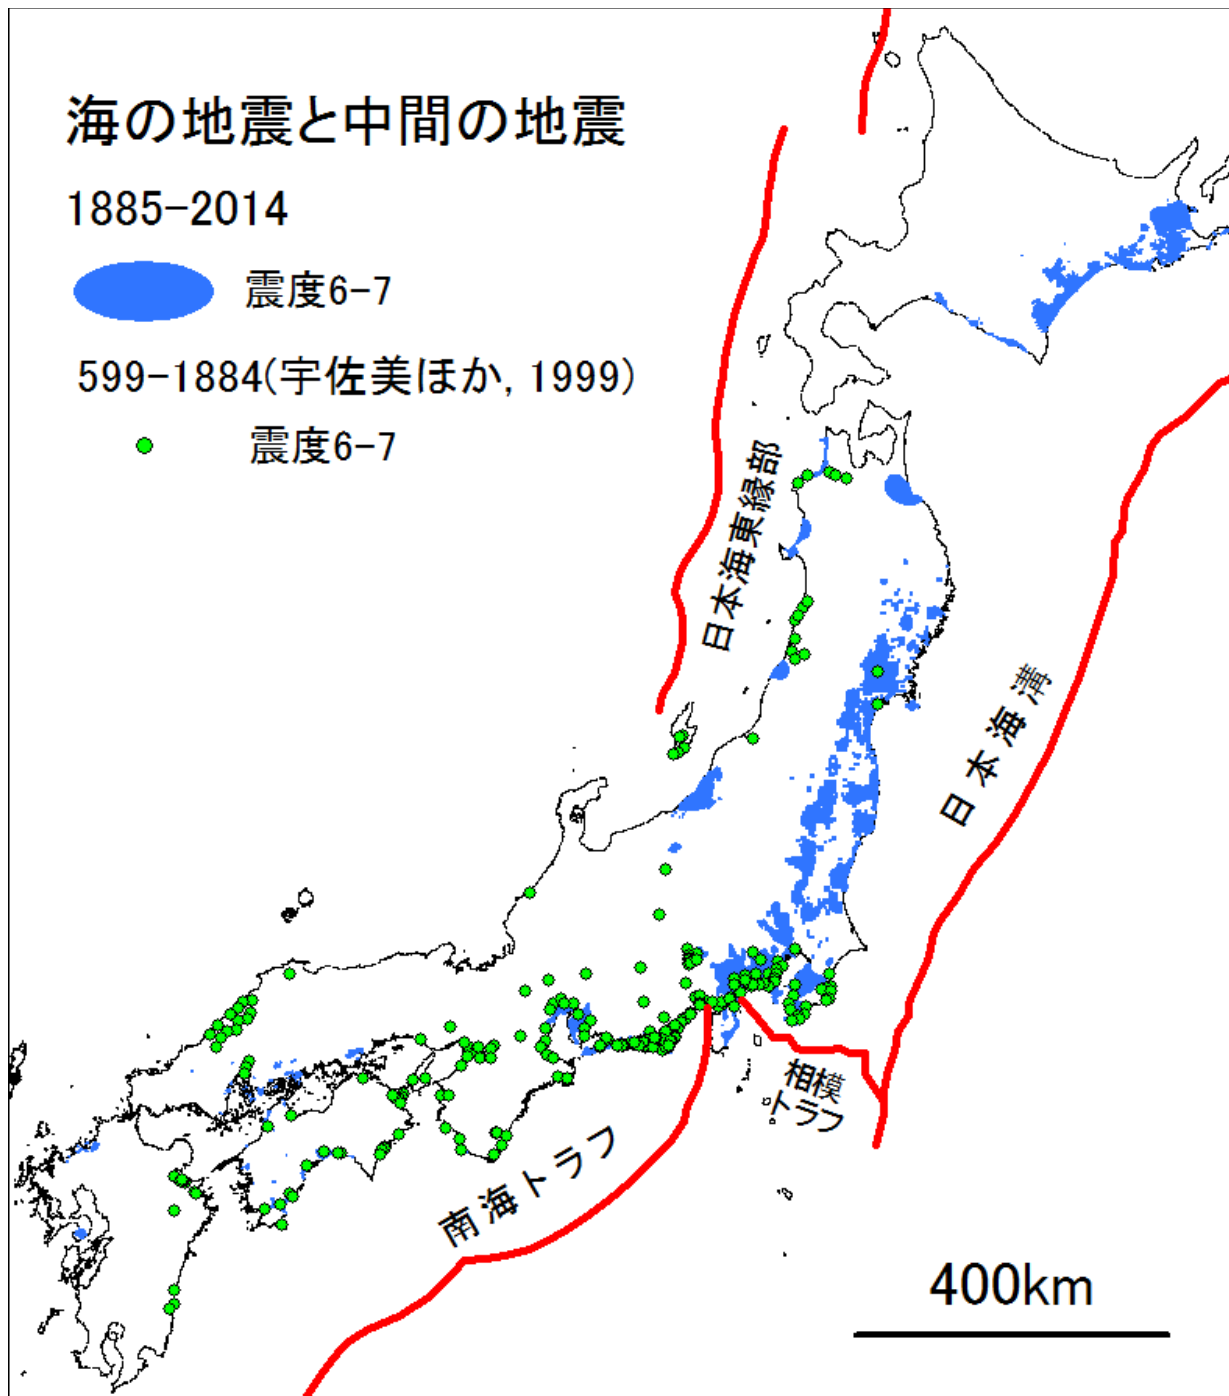 海の地震と中間の地震
1885-2014
震度6-7
599-1884(宇佐美ほか, 1999)
震度6-7
日本海東縁部
日本海溝
相模
トラフ
南海トラフ
400km